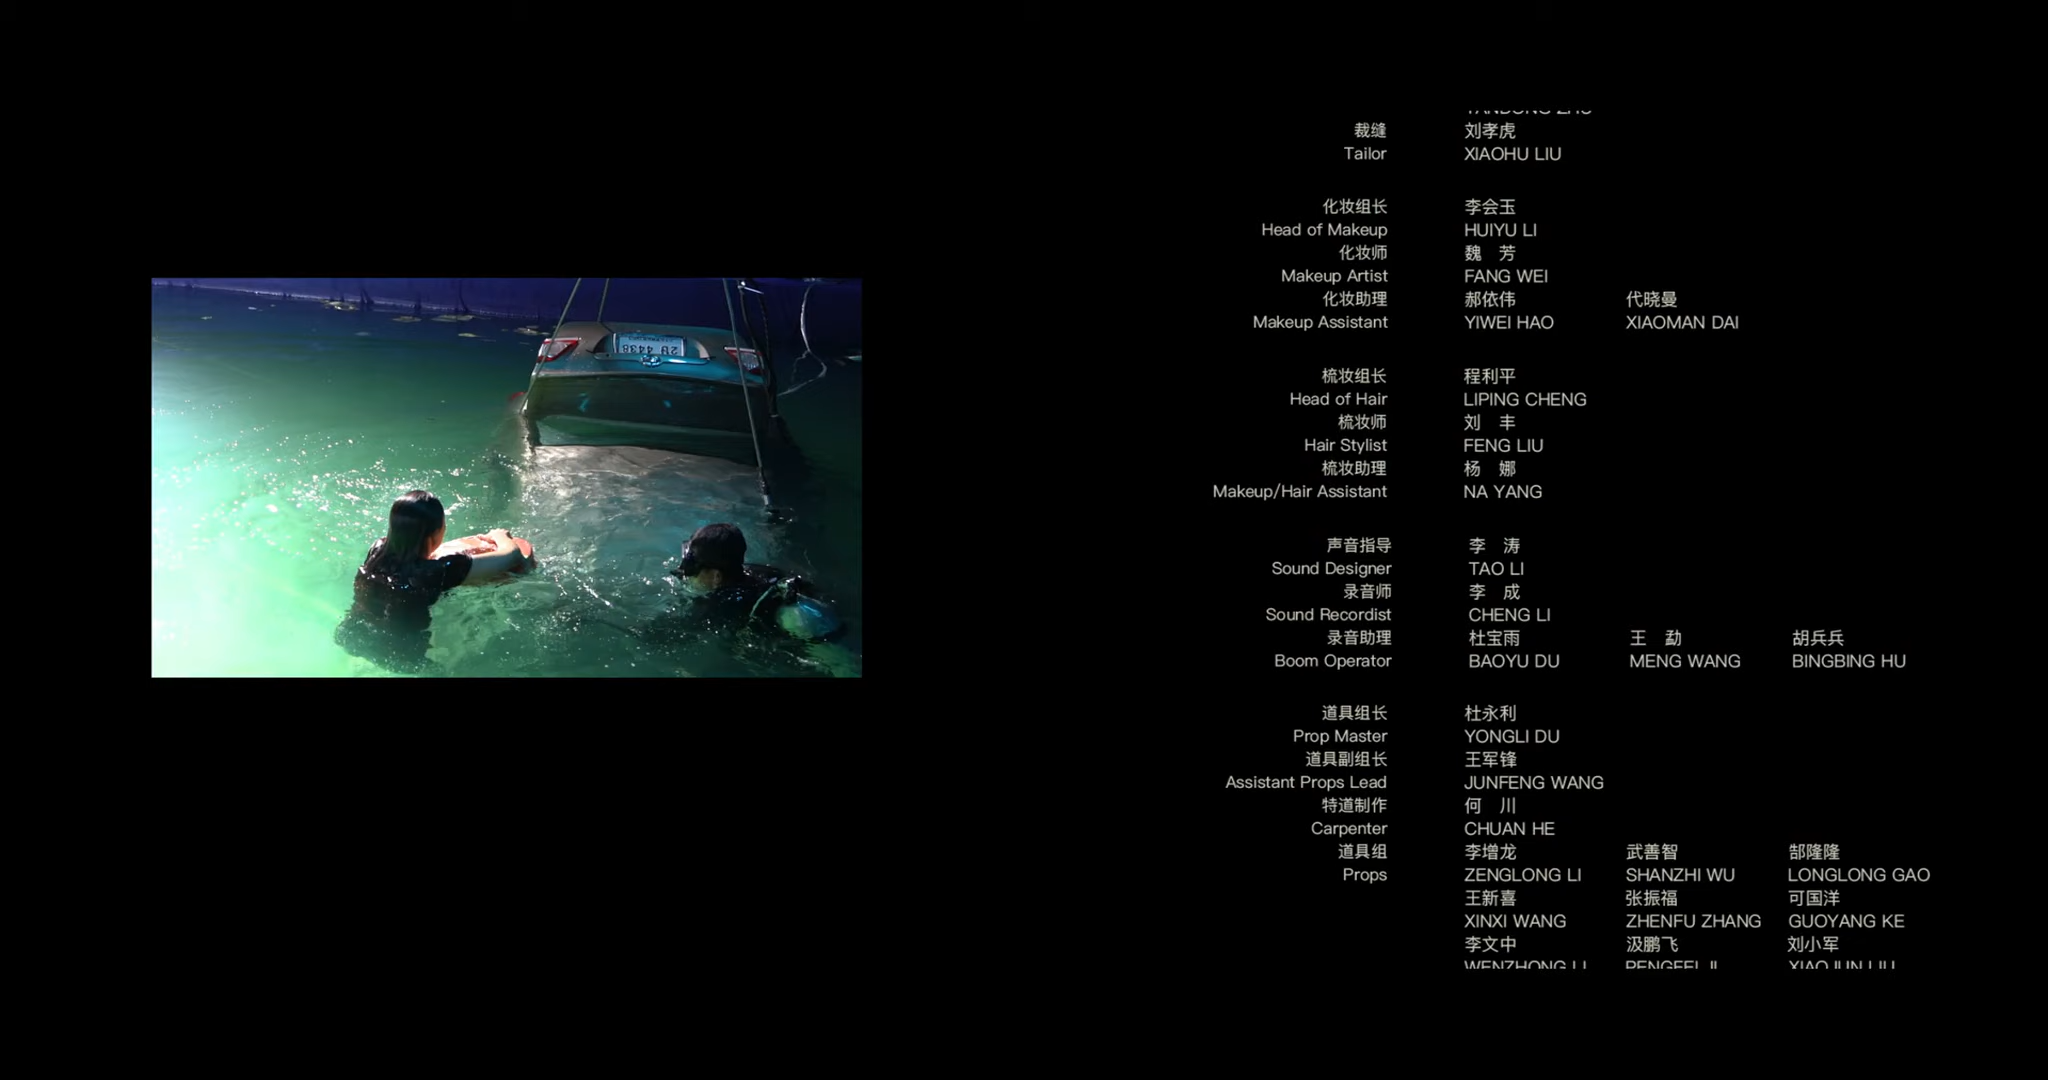 裁缝 刘孝虎
Tailor XIAOHU LIU
化妆组长 李会玉
Head of Makeup HUIYU LI
化妆师 魏 芳
Makeup Artist FANG WEI
化妆助理 郝依伟 代晓曼
Makeup Assistant YIWEI HAO XIAOMAN DAI
梳妆组长 程利平
Head of Hair LIPING CHENG
梳妆师 刘 丰
Hair Stylist FENG LIU
梳妆助理 杨 娜
Makeup/Hair Assistant NA YANG
声音指导 李 涛
Sound Designer TAO LI
录音师 李 成
Sound Recordist CHENG LI
录音助理 杜宝雨 王 勐 胡兵兵
Boom Operator BAOYU DU MENG WANG BINGBING HU
道具组长 杜永利
Prop Master YONGLI DU
道具副组长 王军锋
Assistant Props Lead JUNFENG WANG
特道制作 何 川
Carpenter CHUAN HE
道具组 李增龙 武善智 郜隆隆
Props ZENGLONG LI SHANZHI WU LONGLONG GAO
王新喜 张振福 可国洋
XINXI WANG ZHENFU ZHANG GUOYANG KE
李文中 汲鹏飞 刘小军
WENZHONG LI PENGFEI JI XIAOJUN LIU